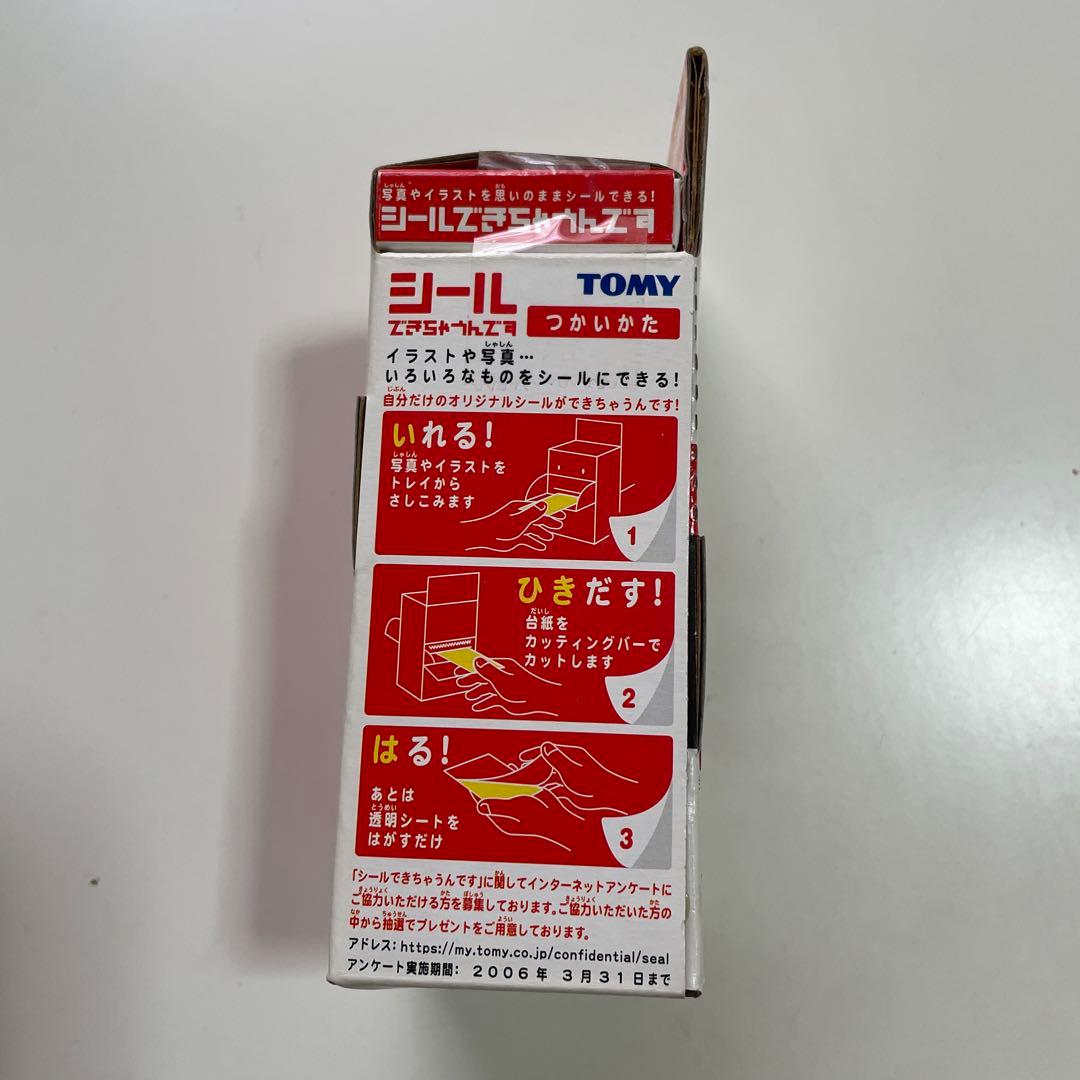 写真やイラストを思いのままシールできる!
シールできちゃうんです
シール
できちゃうんです
TOMY
つかいかた
イラストや写真…
いろいろなものをシールにできる!
自分だけのオリジナルシールができちゃうんです!
いれる!
写真やイラストを
トレイから
さしこみます
1
ひきだす!
台紙を
カッティングバーで
カットします
2
はる!
あとは
透明シートを
はがすだけ
3
「シールできちゃうんです」に関してインターネットアンケートに
ご協力いただける方を募集しております。ご協力いただいた方の
中から抽選でプレゼントをご用意しております。
アドレス:https://my.tomy.co.jp/confidential/seal
アンケート実施期間: 2006年 3月31日まで